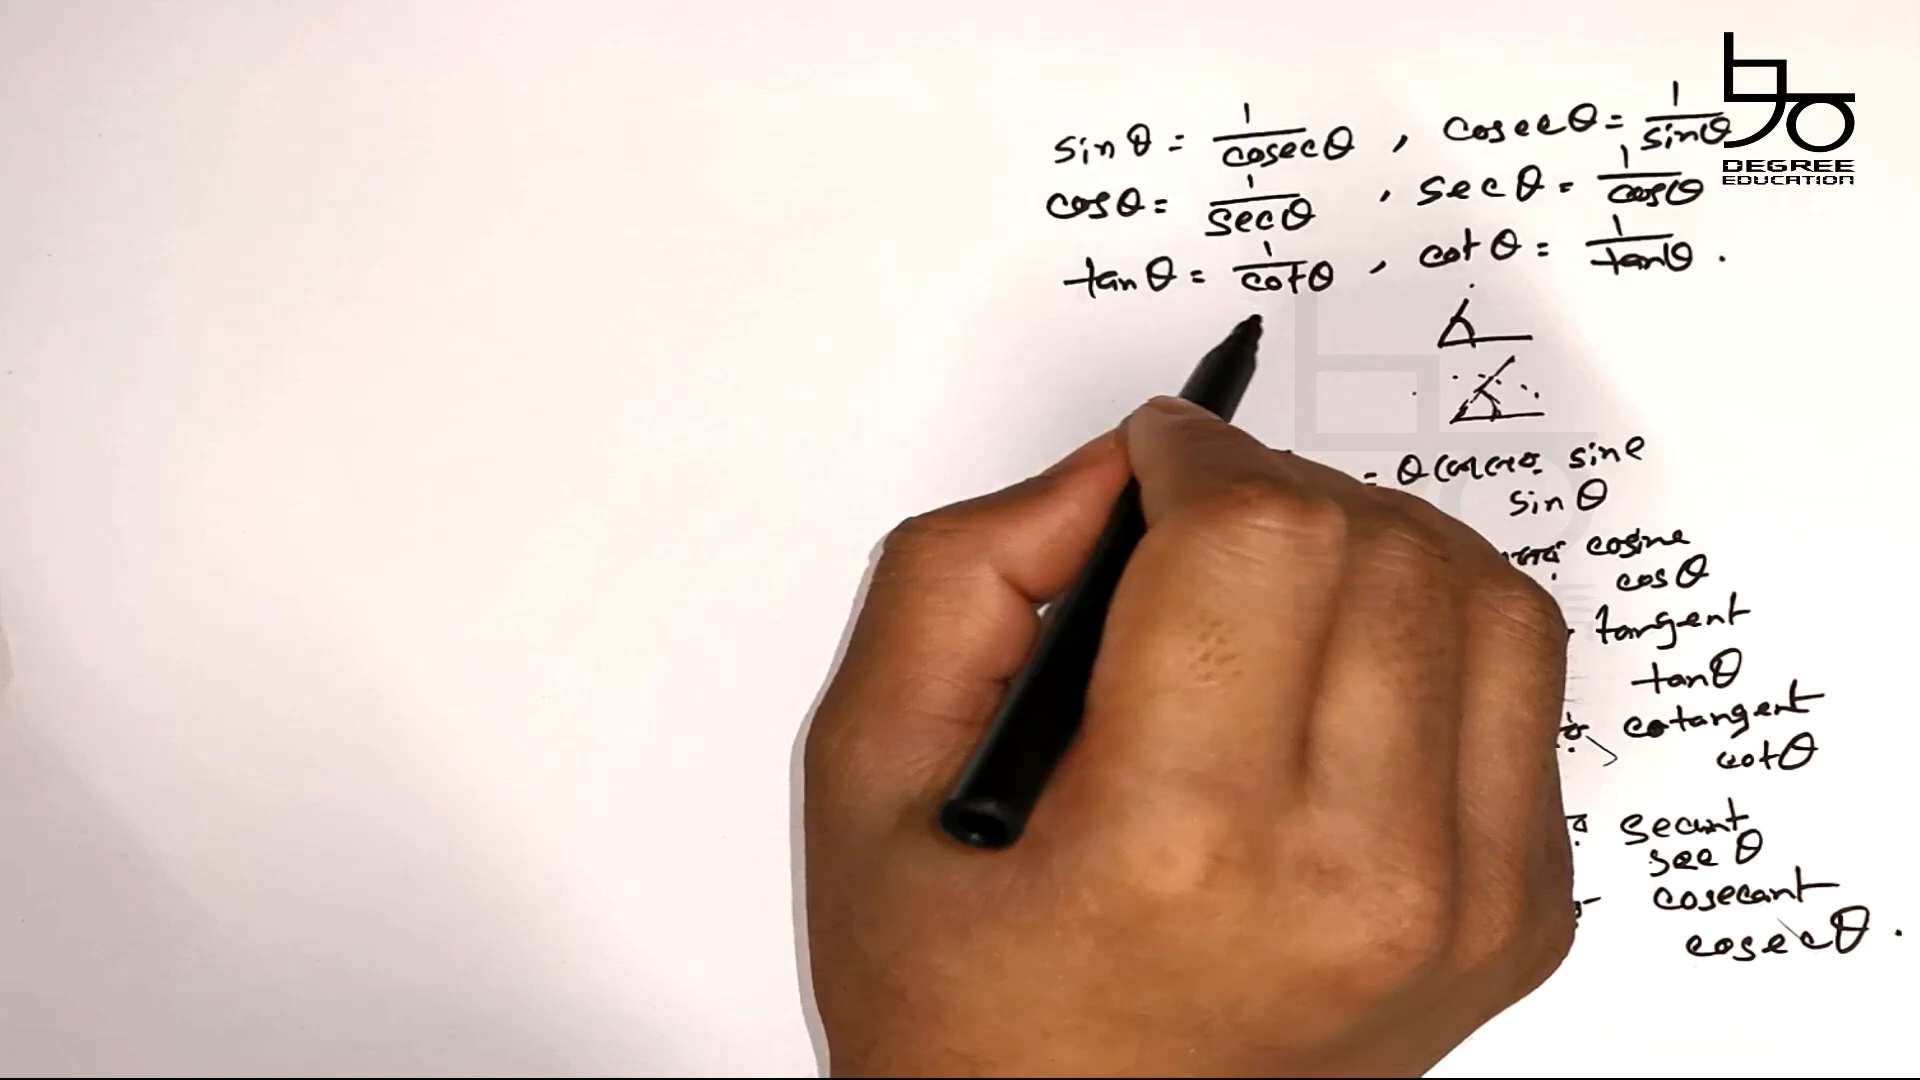 sin θ = 1/cosec θ , cosec θ = 1/sin θ
cos θ = 1/sec θ , sec θ = 1/cos θ
tan θ = 1/cot θ , cot θ = 1/tan θ .
DEGREE
EDUCATION
= θ কোণের sine
sin θ
cosine
cos θ
tangent
tan θ
cotangent
cot θ
secant
sec θ
cosecant
cosec θ .